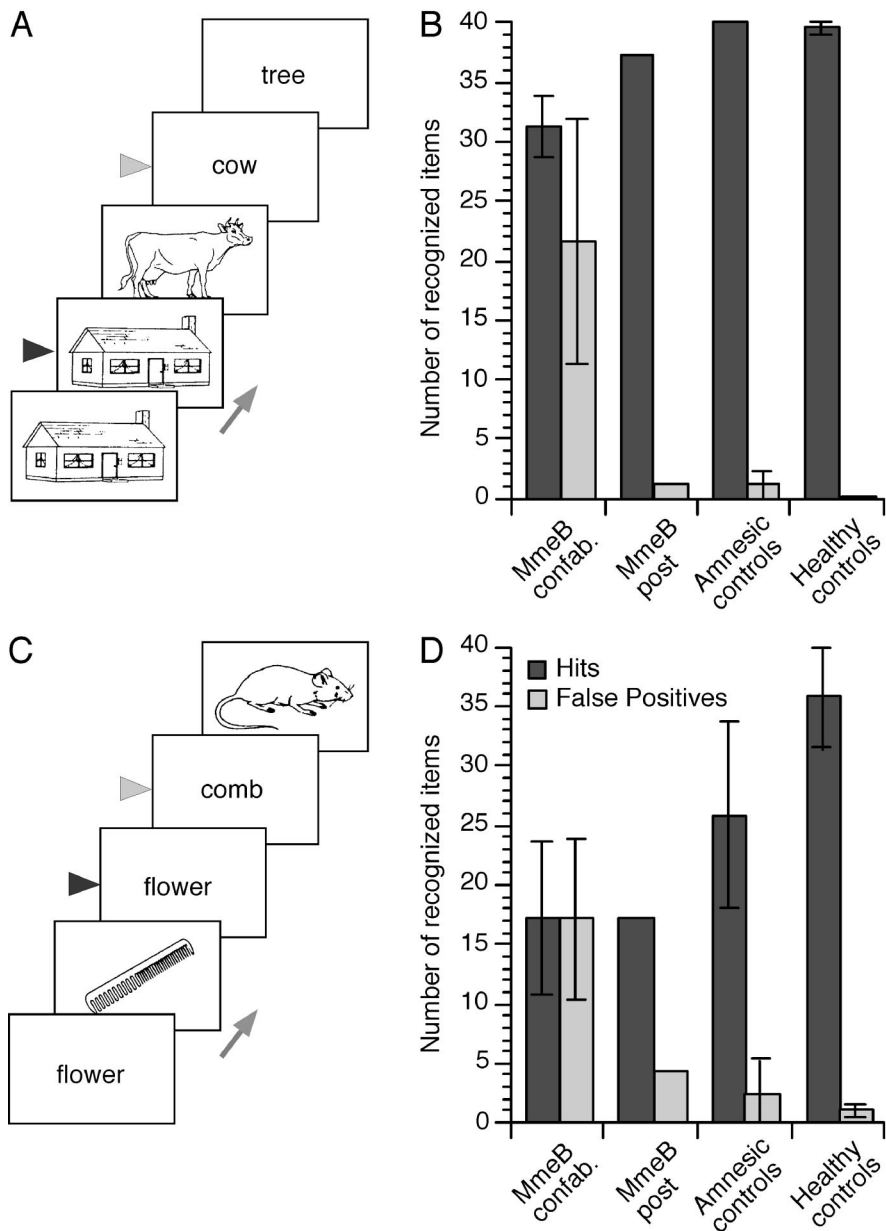 A
tree
cow
B
Number of recognized items
40
35
30
25
20
15
10
5
0
MmeB
confab.
MmeB
post
Amnesic
controls
Healthy
controls
C
comb
flower
flower
D
Hits
False Positives
Number of recognized items
40
35
30
25
20
15
10
5
0
MmeB
confab.
MmeB
post
Amnesic
controls
Healthy
controls